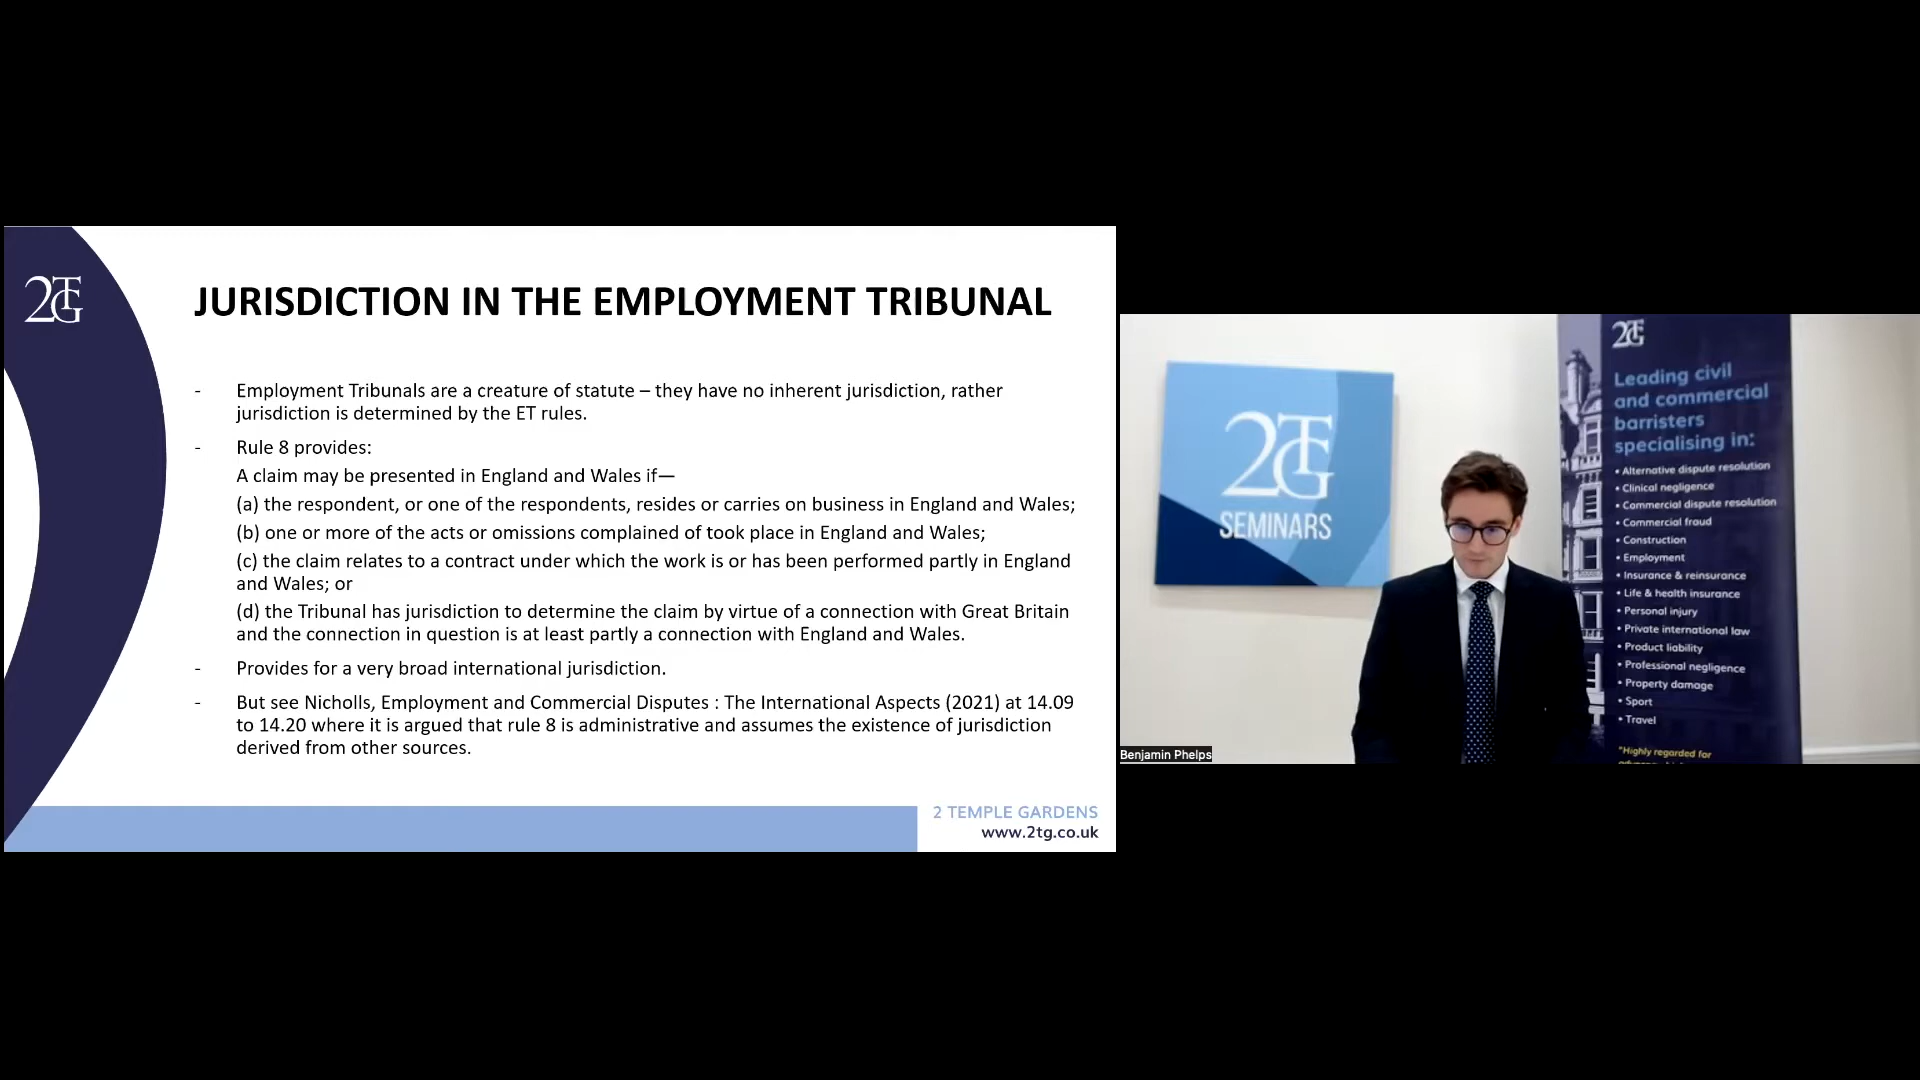 2TG
JURISDICTION IN THE EMPLOYMENT TRIBUNAL
- Employment Tribunals are a creature of statute – they have no inherent jurisdiction, rather
jurisdiction is determined by the ET rules.
- Rule 8 provides:
A claim may be presented in England and Wales if—
(a) the respondent, or one of the respondents, resides or carries on business in England and Wales;
(b) one or more of the acts or omissions complained of took place in England and Wales;
(c) the claim relates to a contract under which the work is or has been performed partly in England
and Wales; or
(d) the Tribunal has jurisdiction to determine the claim by virtue of a connection with Great Britain
and the connection in question is at least partly a connection with England and Wales.
- Provides for a very broad international jurisdiction.
- But see Nicholls, Employment and Commercial Disputes : The International Aspects (2021) at 14.09
to 14.20 where it is argued that rule 8 is administrative and assumes the existence of jurisdiction
derived from other sources.
2 TEMPLE GARDENS
www.2tg.co.uk
2TG
SEMINARS
2TG
Leading civil
and commercial
barristers
specialising in:
• Alternative dispute resolution
• Clinical negligence
• Commercial dispute resolution
• Commercial fraud
• Construction
• Employment
• Insurance & reinsurance
• Life & health insurance
• Personal injury
• Private international law
• Product liability
• Professional negligence
• Property damage
• Sport
• Travel
"Highly regarded for
Benjamin Phelps